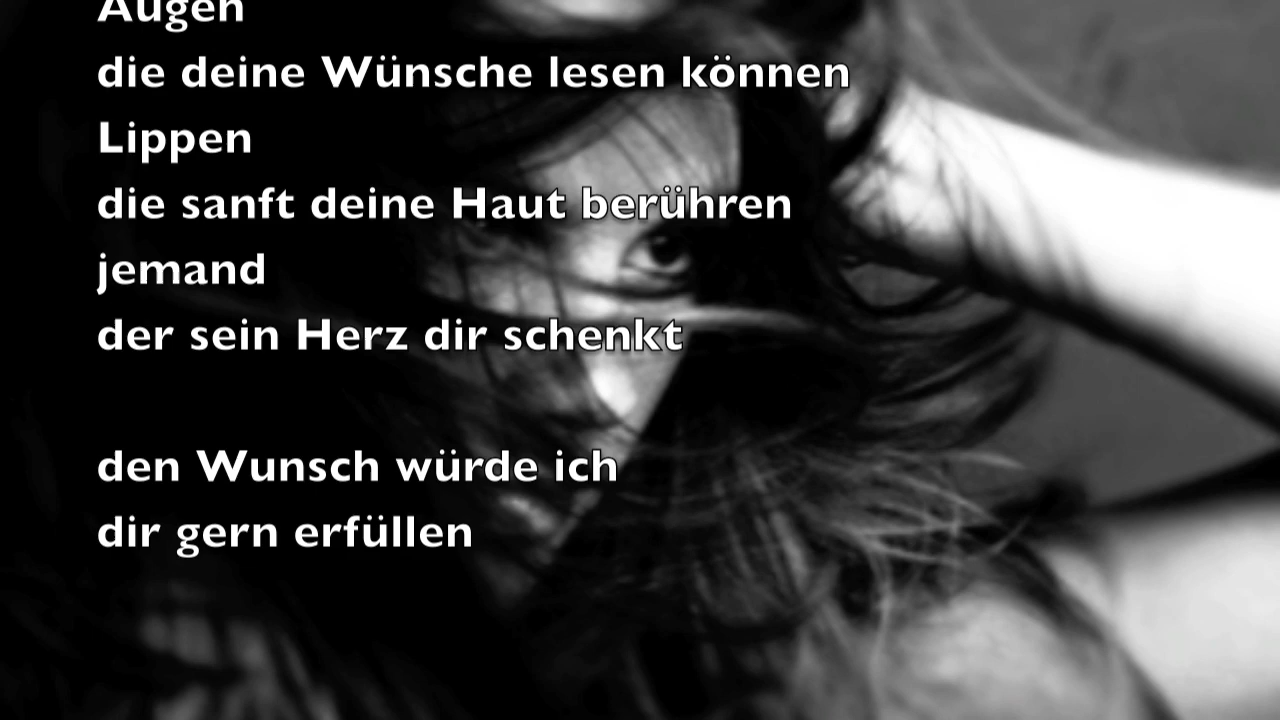 Augen
die deine Wünsche lesen können
Lippen
die sanft deine Haut berühren
jemand
der sein Herz dir schenkt
den Wunsch würde ich
dir gern erfüllen